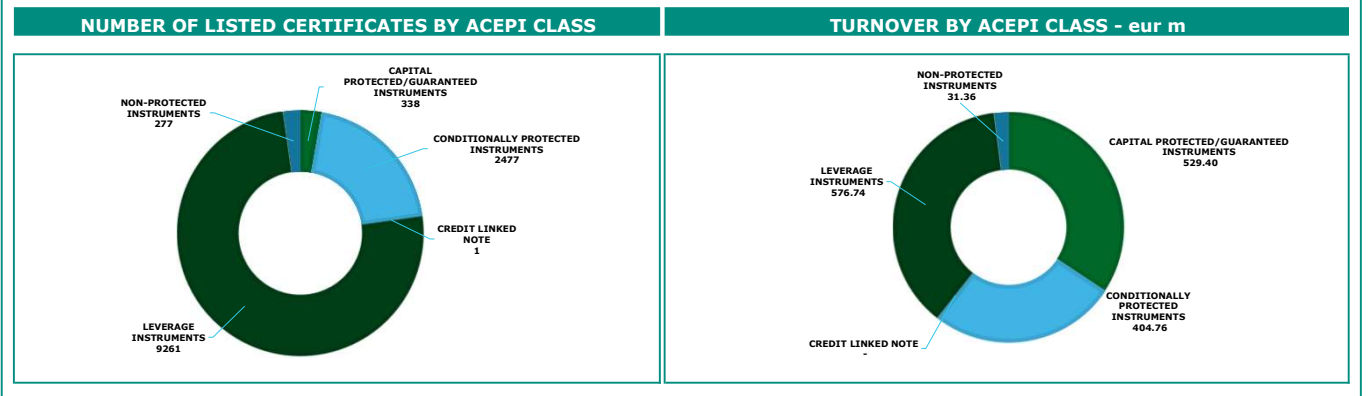 NUMBER OF LISTED CERTIFICATES BY ACEPI CLASS
CAPITAL
PROTECTED/GUARANTEED
INSTRUMENTS
338
NON-PROTECTED
INSTRUMENTS
277
CONDITIONALLY PROTECTED
INSTRUMENTS
2477
CREDIT LINKED
NOTE
1
LEVERAGE
INSTRUMENTS
9261
TURNOVER BY ACEPI CLASS - eur m
NON-PROTECTED
INSTRUMENTS
31.36
CAPITAL PROTECTED/GUARANTEED
INSTRUMENTS
529.40
LEVERAGE
INSTRUMENTS
576.74
CONDITIONALLY
PROTECTED
INSTRUMENTS
404.76
CREDIT LINKED NOTE
-